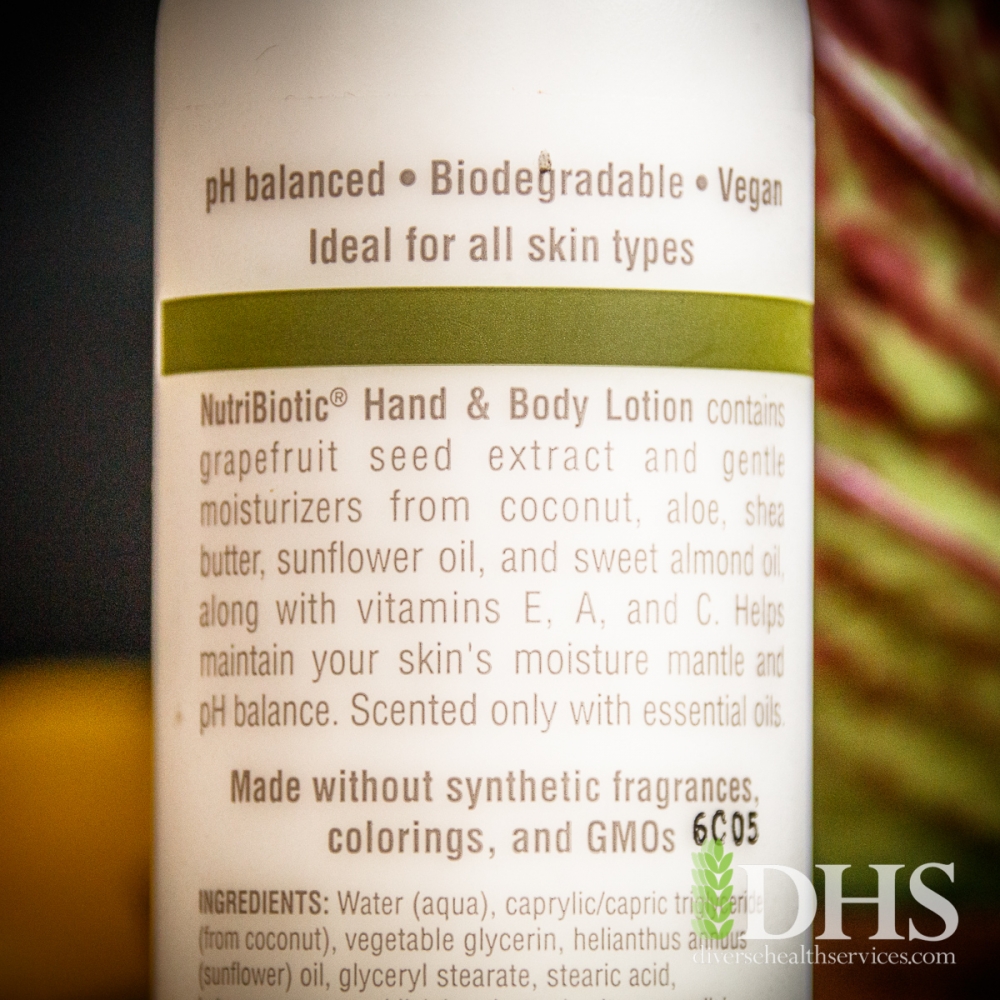 pH balanced • Biodegradable • Vegan
Ideal for all skin types
NutriBiotic® Hand & Body Lotion contains
grapefruit seed extract and gentle
moisturizers from coconut, aloe, shea
butter, sunflower oil, and sweet almond oil,
along with vitamins E, A, and C. Helps
maintain your skin's moisture mantle and
pH balance. Scented only with essential oils.
Made without synthetic fragrances,
colorings, and GMOs 6C05
INGREDIENTS: Water (aqua), caprylic/capric triglyceride
(from coconut), vegetable glycerin, helianthus annuus
(sunflower) oil, glyceryl stearate, stearic acid,
DHS
diversehealthservices.com